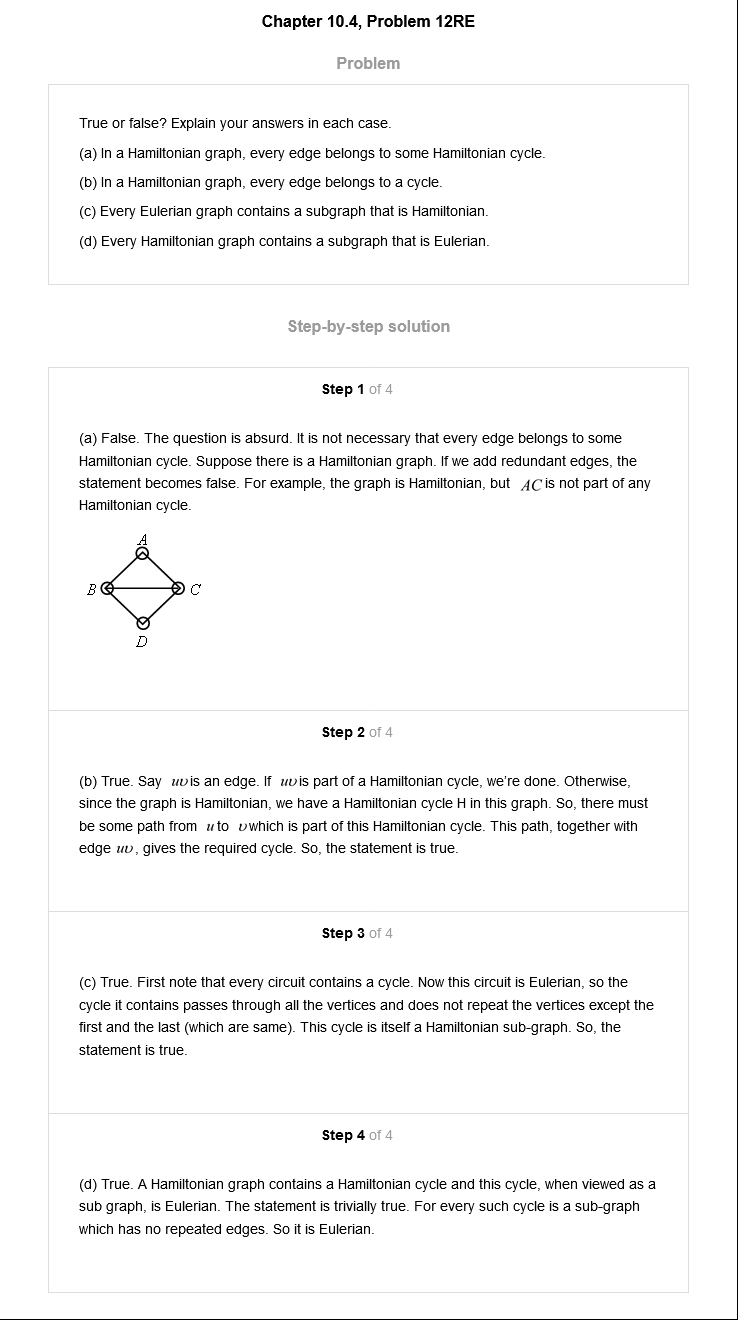 Chapter 10.4, Problem 12RE
Problem
True or false? Explain your answers in each case.
(a) In a Hamiltonian graph, every edge belongs to some Hamiltonian cycle.
(b) In a Hamiltonian graph, every edge belongs to a cycle.
(c) Every Eulerian graph contains a subgraph that is Hamiltonian.
(d) Every Hamiltonian graph contains a subgraph that is Eulerian.
Step-by-step solution
Step 1 of 4
(a) False. The question is absurd. It is not necessary that every edge belongs to some
Hamiltonian cycle. Suppose there is a Hamiltonian graph. If we add redundant edges, the
statement becomes false. For example, the graph is Hamiltonian, but AC is not part of any
Hamiltonian cycle.
A
B
C
D
Step 2 of 4
(b) True. Say uv is an edge. If uv is part of a Hamiltonian cycle, we're done. Otherwise,
since the graph is Hamiltonian, we have a Hamiltonian cycle H in this graph. So, there must
be some path from u to v which is part of this Hamiltonian cycle. This path, together with
edge uv, gives the required cycle. So, the statement is true.
Step 3 of 4
(c) True. First note that every circuit contains a cycle. Now this circuit is Eulerian, so the
cycle it contains passes through all the vertices and does not repeat the vertices except the
first and the last (which are same). This cycle is itself a Hamiltonian sub-graph. So, the
statement is true.
Step 4 of 4
(d) True. A Hamiltonian graph contains a Hamiltonian cycle and this cycle, when viewed as a
sub graph, is Eulerian. The statement is trivially true. For every such cycle is a sub-graph
which has no repeated edges. So it is Eulerian.